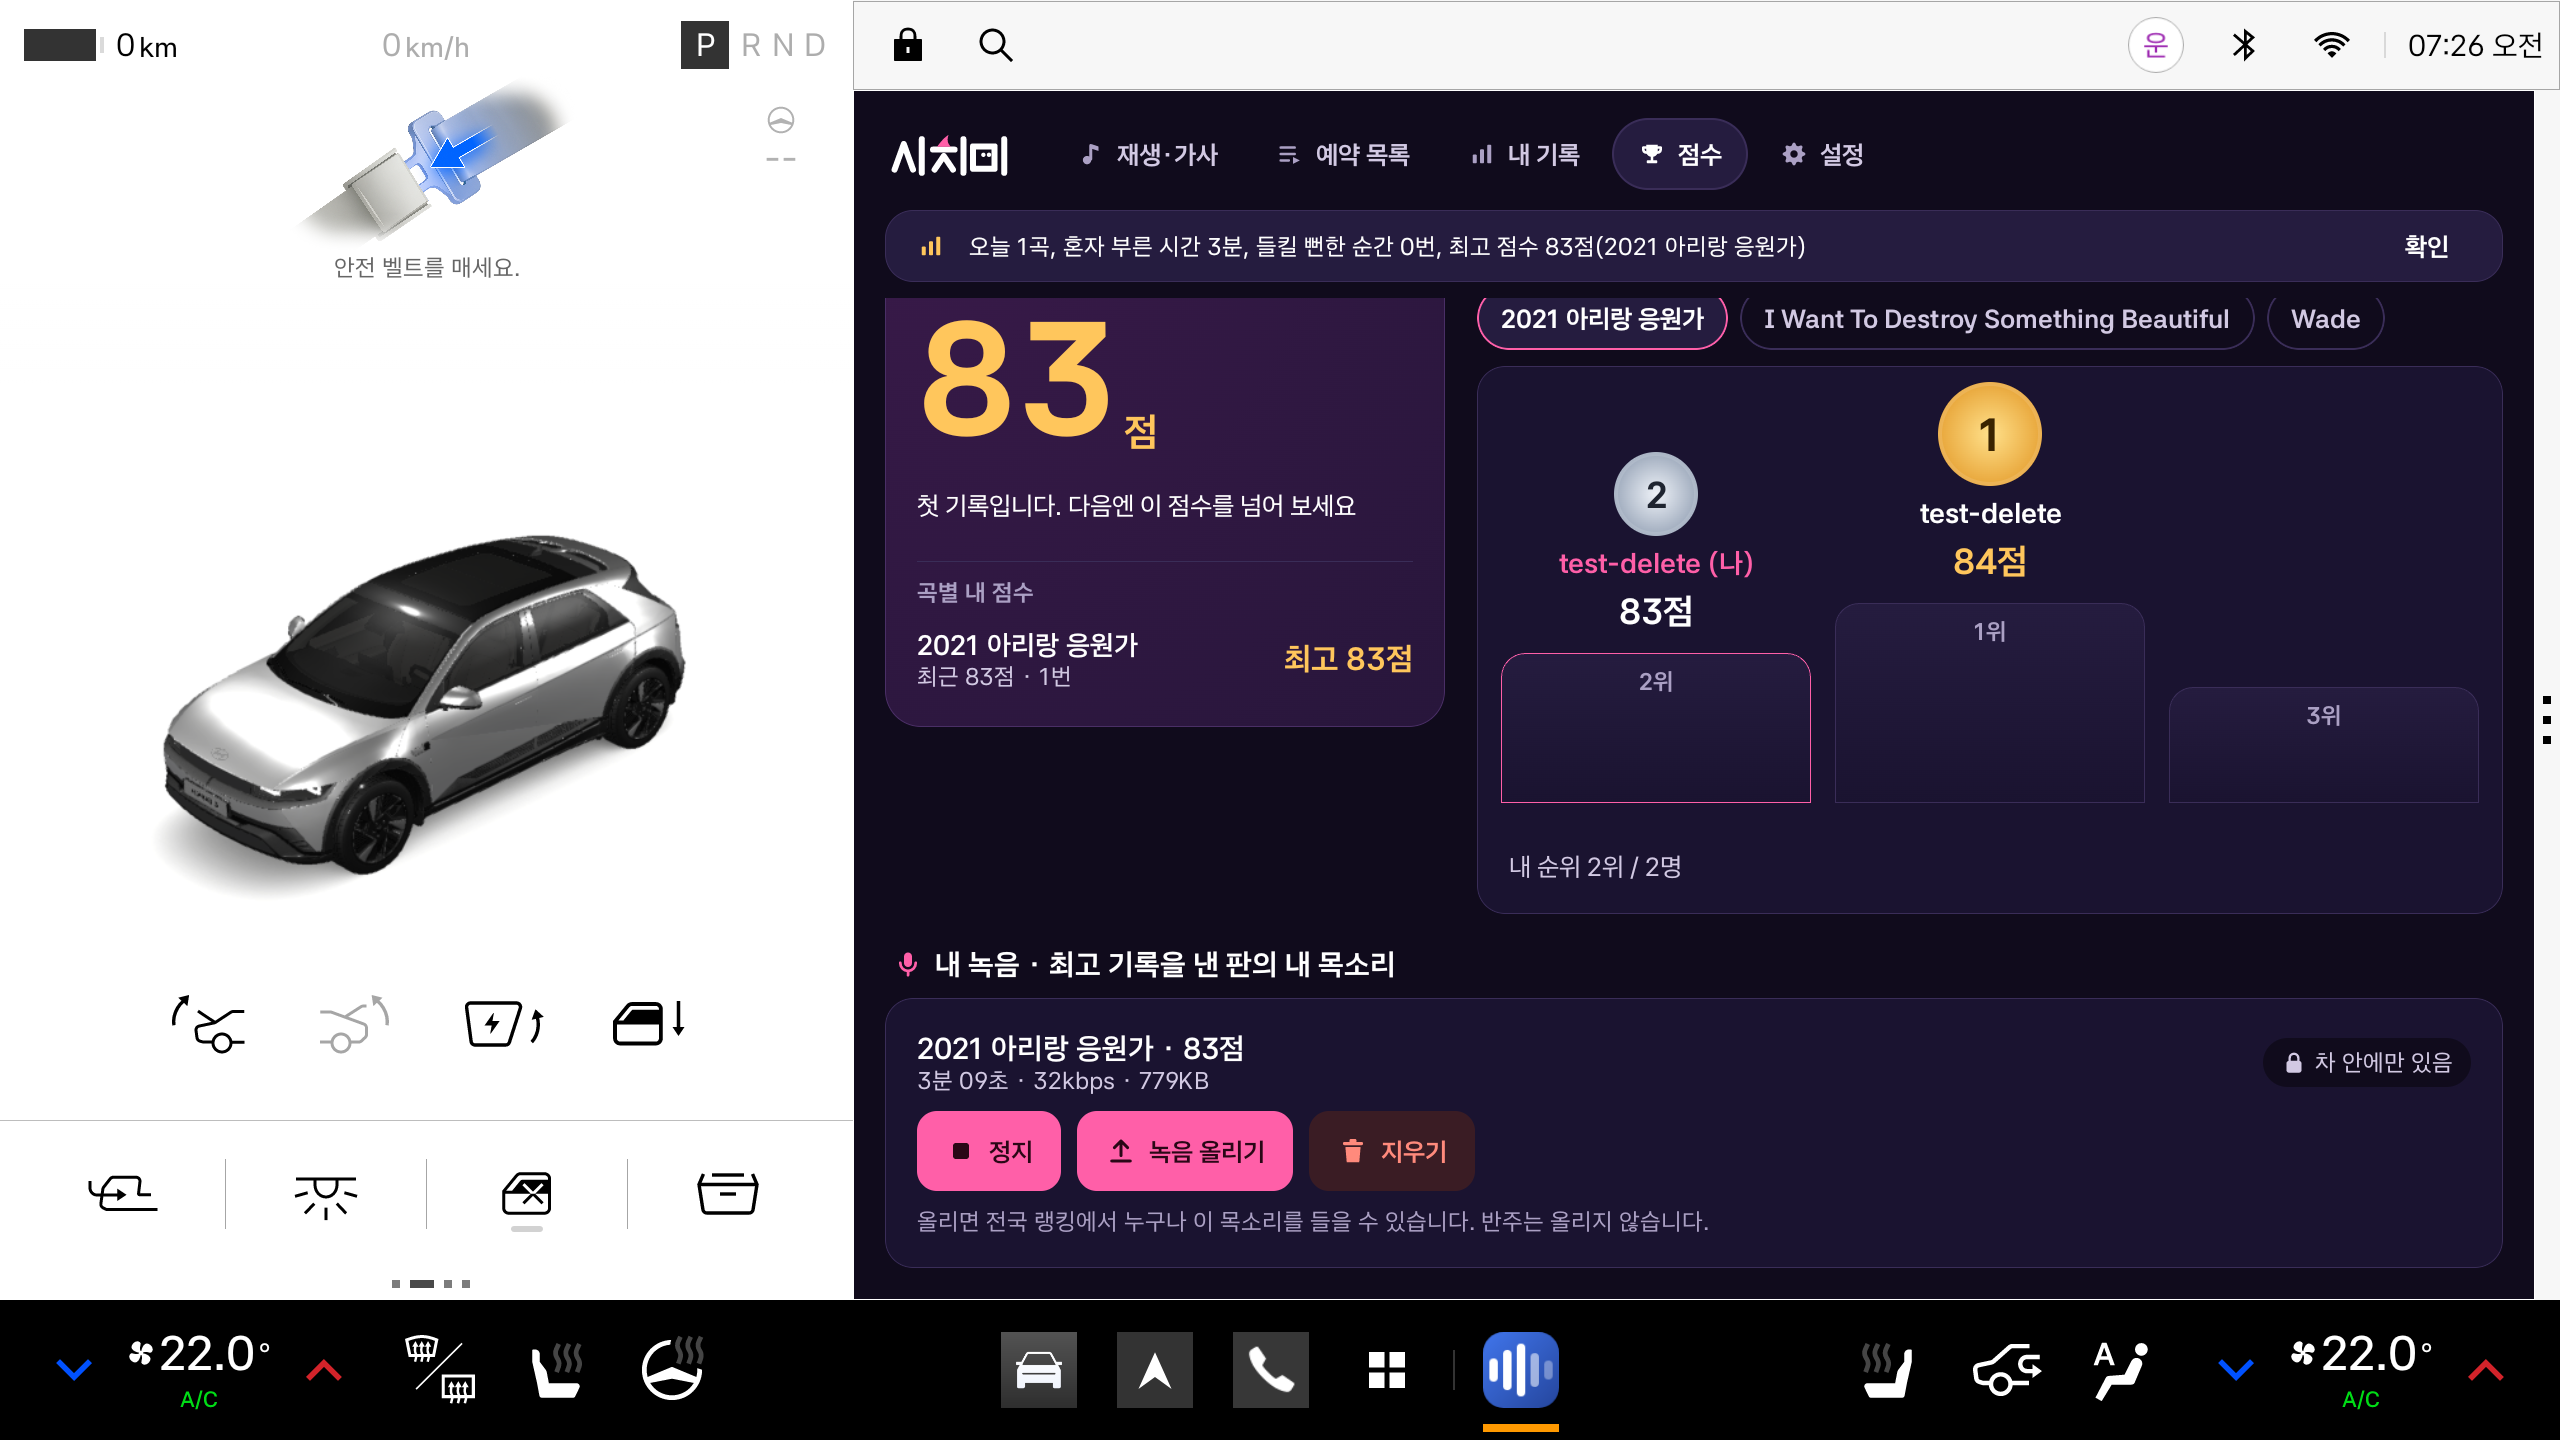 0 km
0 km/h
P R N D
안전 벨트를 매세요.
운
07:26 오전
시치미
재생·가사
예약 목록
내 기록
점수
설정
오늘 1곡, 혼자 부른 시간 3분, 들킬 뻔한 순간 0번, 최고 점수 83점(2021 아리랑 응원가)
확인
83점
첫 기록입니다. 다음엔 이 점수를 넘어 보세요
곡별 내 점수
2021 아리랑 응원가
최근 83점 · 1번
최고 83점
2021 아리랑 응원가
I Want To Destroy Something Beautiful
Wade
1
test-delete
84점
1위
2
test-delete (나)
83점
2위
3위
내 순위 2위 / 2명
내 녹음 · 최고 기록을 낸 판의 내 목소리
2021 아리랑 응원가 · 83점
3분 09초 · 32kbps · 779KB
차 안에만 있음
정지
녹음 올리기
지우기
올리면 전국 랭킹에서 누구나 이 목소리를 들을 수 있습니다. 반주는 올리지 않습니다.
22.0°
A/C
A
22.0°
A/C